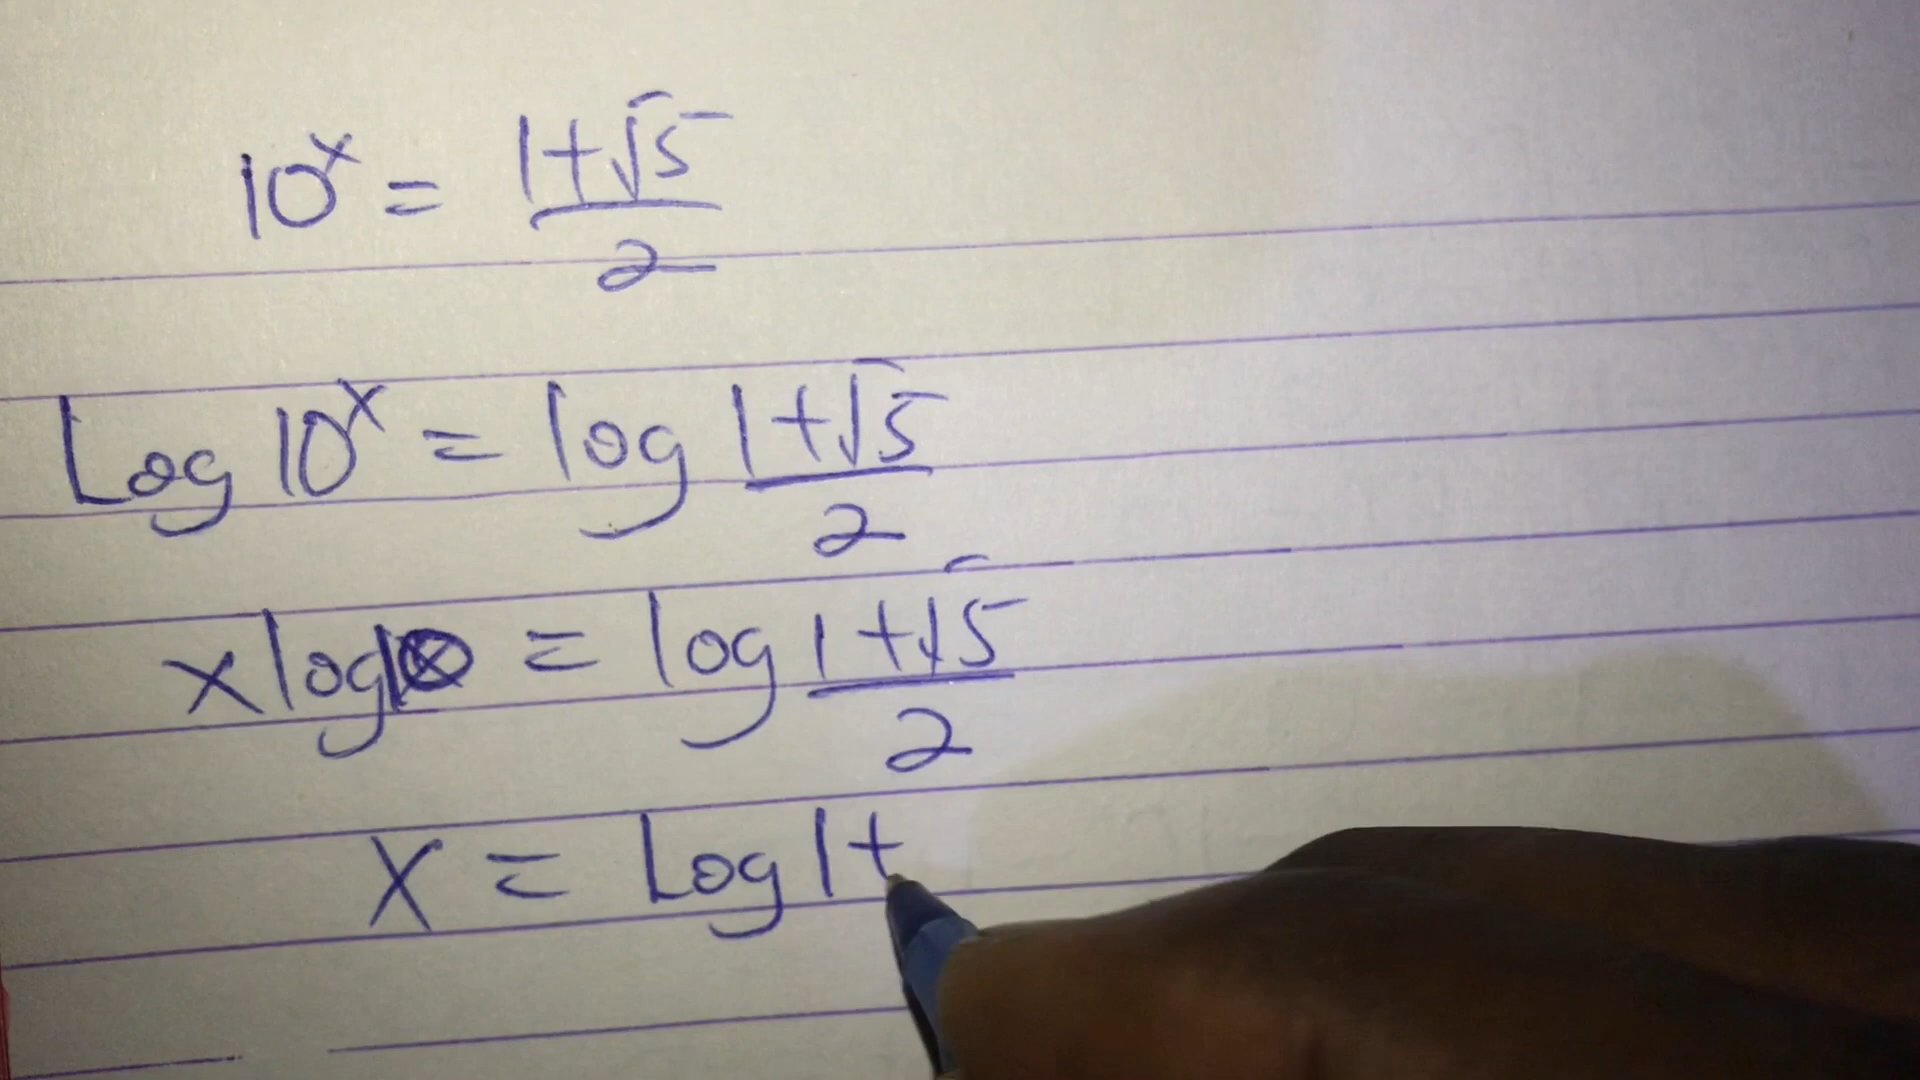 10^x = (1+√5)/2
Log 10^x = log (1+√5)/2
x log10 = log (1+√5)/2
x = Log 1+